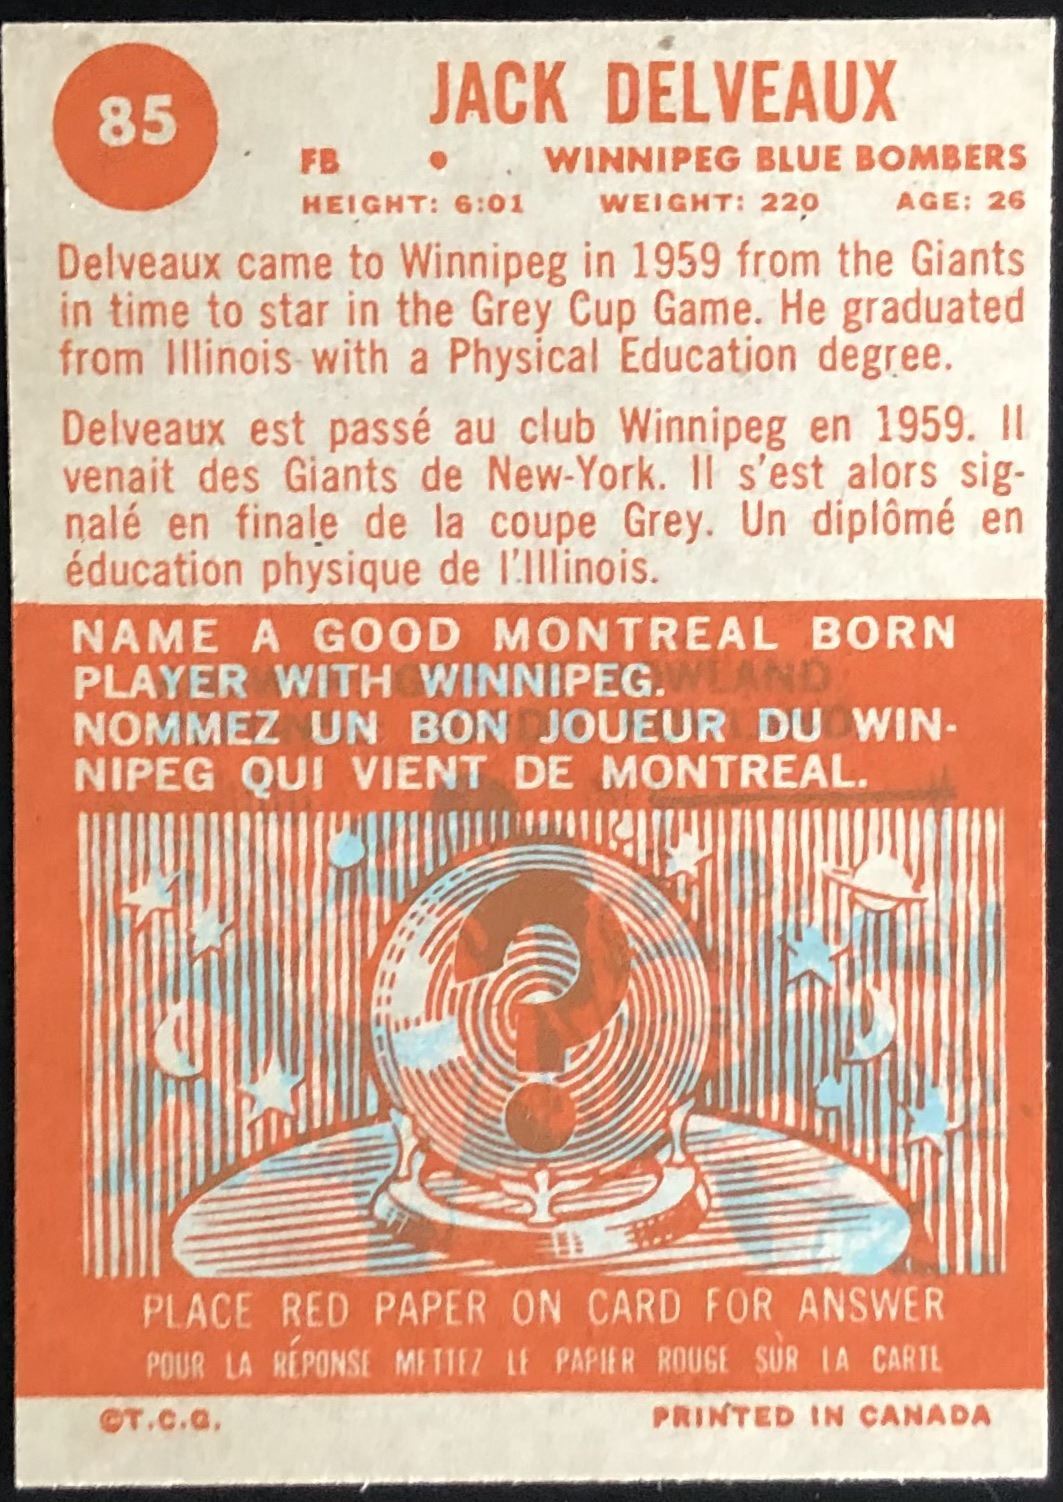 85
JACK DELVEAUX
FB • WINNIPEG BLUE BOMBERS
HEIGHT: 6:01 WEIGHT: 220 AGE: 26
Delveaux came to Winnipeg in 1959 from the Giants
in time to star in the Grey Cup Game. He graduated
from Illinois with a Physical Education degree.
Delveaux est passé au club Winnipeg en 1959. Il
venait des Giants de New-York. Il s'est alors sig-
nalé en finale de la coupe Grey. Un diplômé en
éducation physique de l'Illinois.
NAME A GOOD MONTREAL BORN
PLAYER WITH WINNIPEG.
NOMMEZ UN BON JOUEUR DU WIN-
NIPEG QUI VIENT DE MONTREAL.
?
PLACE RED PAPER ON CARD FOR ANSWER
POUR LA RÉPONSE METTEZ LE PAPIER ROUGE SUR LA CARTE
©T.C.G. PRINTED IN CANADA